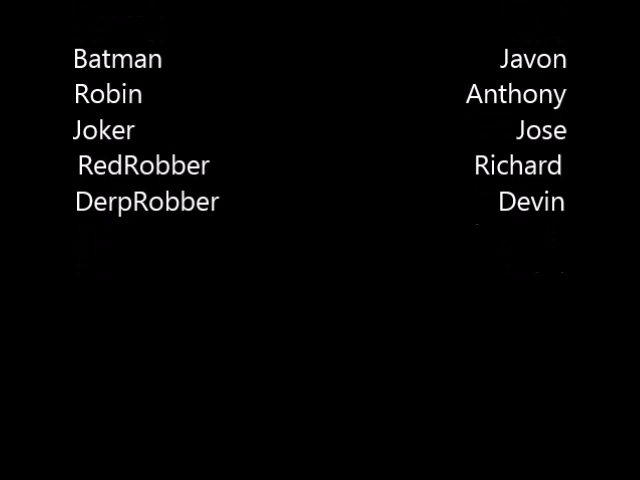 Batman Javon
Robin Anthony
Joker Jose
RedRobber Richard
DerpRobber Devin